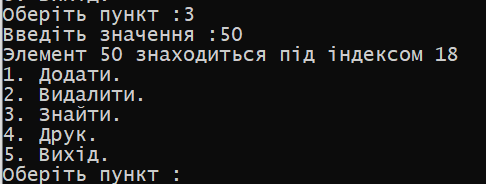 Оберіть пункт :3
Введіть значення :50
Элемент 50 знаходиться під індексом 18
1. Додати.
2. Видалити.
3. Знайти.
4. Друк.
5. Вихід.
Оберіть пункт :